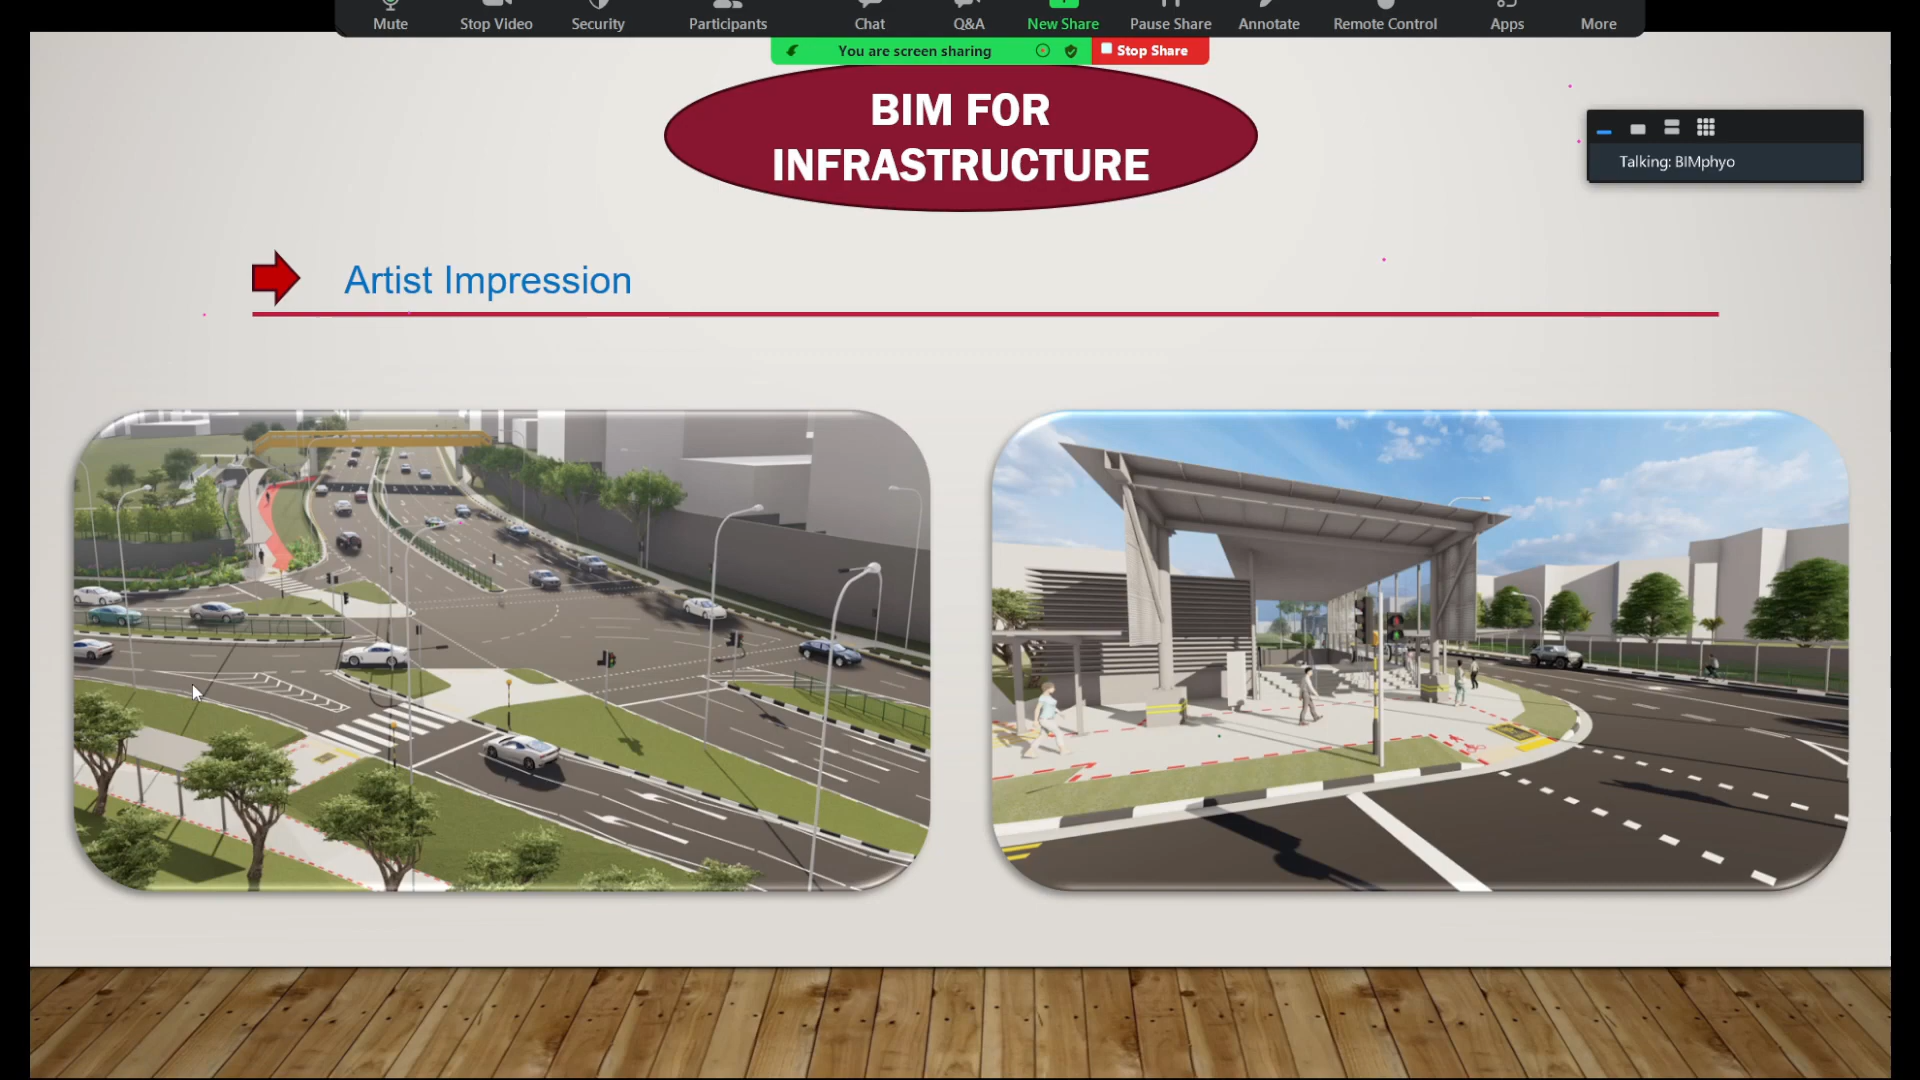 Mute Stop Video Security Participants Chat Q&A New Share Pause Share Annotate Remote Control Apps More
You are screen sharing Stop Share
BIM FOR
INFRASTRUCTURE
Talking: BIMphyo
Artist Impression